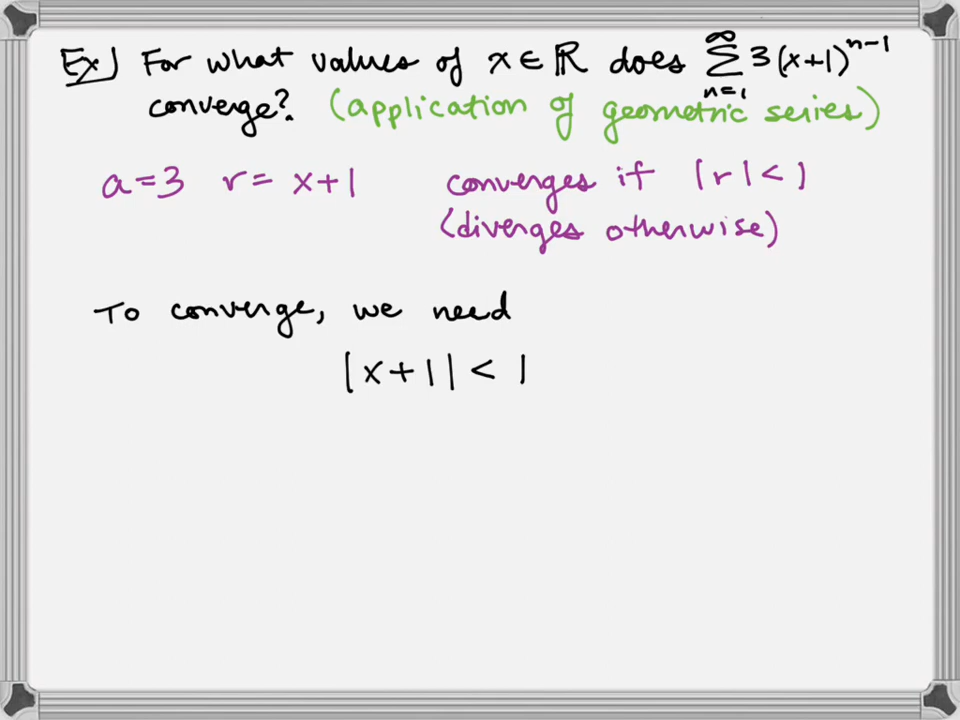 Ex) For what values of x ∈ ℝ does ∑_{n=1}^{∞} 3(x+1)^{n-1}
converge? (application of geometric series)
a=3 r= x+1 converges if |r| < 1
(diverges otherwise)
To converge, we need
|x+1| < 1